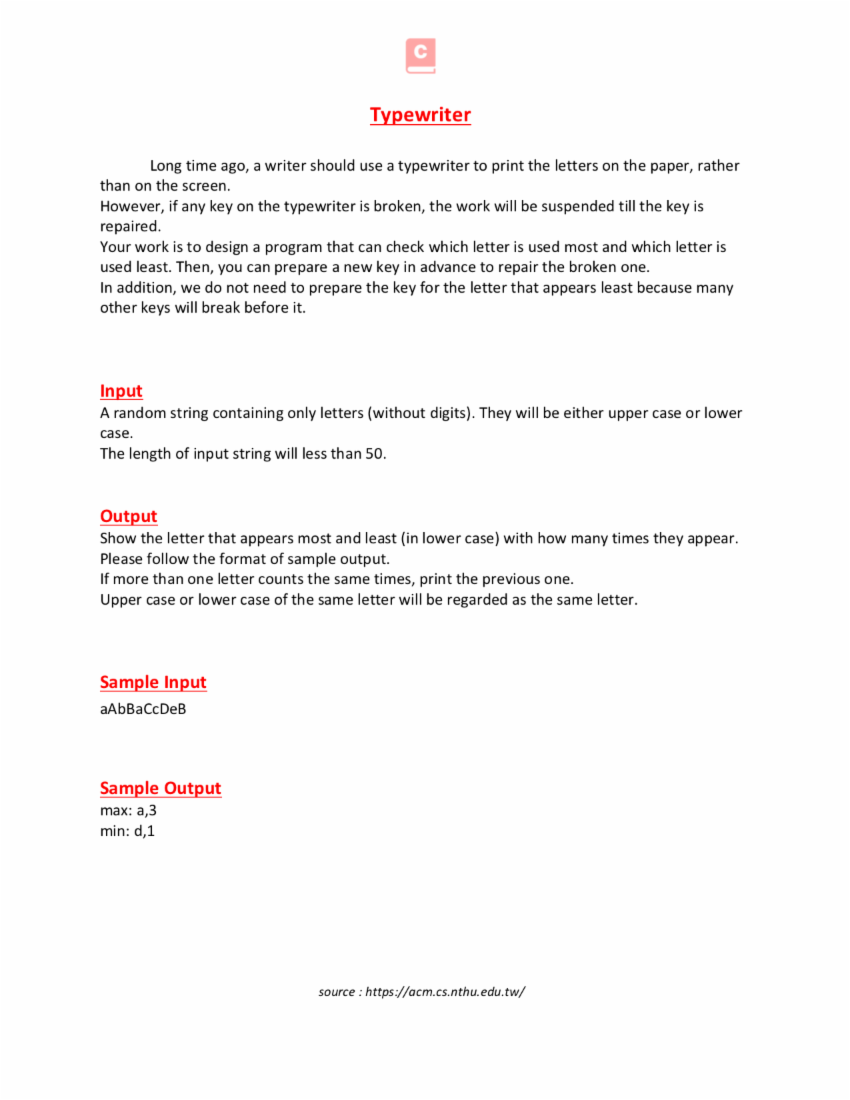 C
Typewriter
Long time ago, a writer should use a typewriter to print the letters on the paper, rather
than on the screen.
However, if any key on the typewriter is broken, the work will be suspended till the key is
repaired.
Your work is to design a program that can check which letter is used most and which letter is
used least. Then, you can prepare a new key in advance to repair the broken one.
In addition, we do not need to prepare the key for the letter that appears least because many
other keys will break before it.
Input
A random string containing only letters (without digits). They will be either upper case or lower
case.
The length of input string will less than 50.
Output
Show the letter that appears most and least (in lower case) with how many times they appear.
Please follow the format of sample output.
If more than one letter counts the same times, print the previous one.
Upper case or lower case of the same letter will be regarded as the same letter.
Sample Input
aAbBaCcDeB
Sample Output
max: a,3
min: d,1
source : https://acm.cs.nthu.edu.tw/